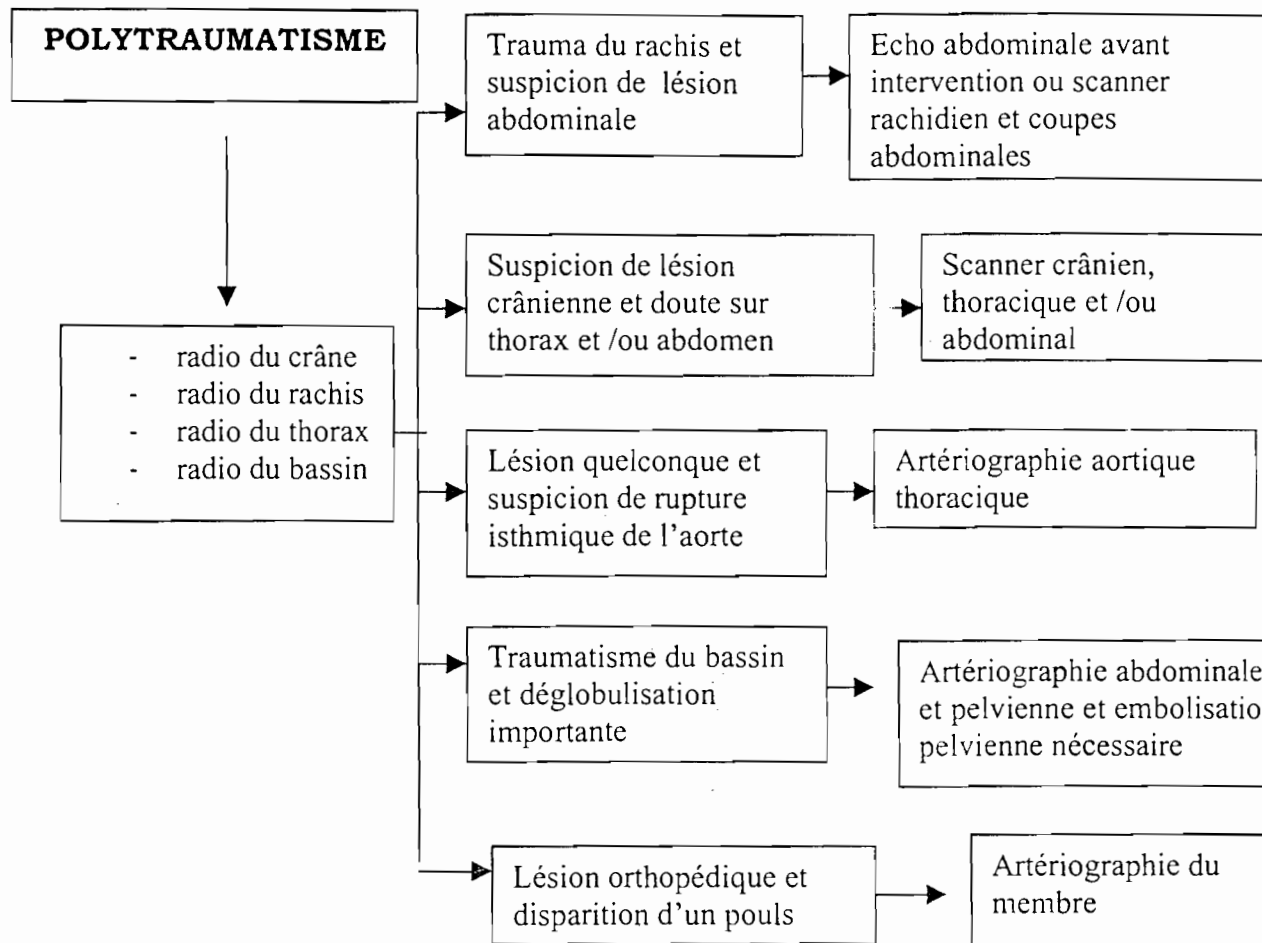 POLYTRAUMATISME
- radio du crâne
- radio du rachis
- radio du thorax
- radio du bassin
Trauma du rachis et
suspicion de lésion
abdominale
Echo abdominale avant
intervention ou scanner
rachidien et coupes
abdominales
Suspicion de lésion
crânienne et doute sur
thorax et /ou abdomen
Scanner crânien,
thoracique et /ou
abdominal
Lésion quelconque et
suspicion de rupture
isthmique de l’aorte
Artériographie aortique
thoracique
Traumatisme du bassin
et déglobulisation
importante
Artériographie abdominale
et pelvienne et embolisatio
pelvienne nécessaire
Lésion orthopédique et
disparition d’un pouls
Artériographie du
membre